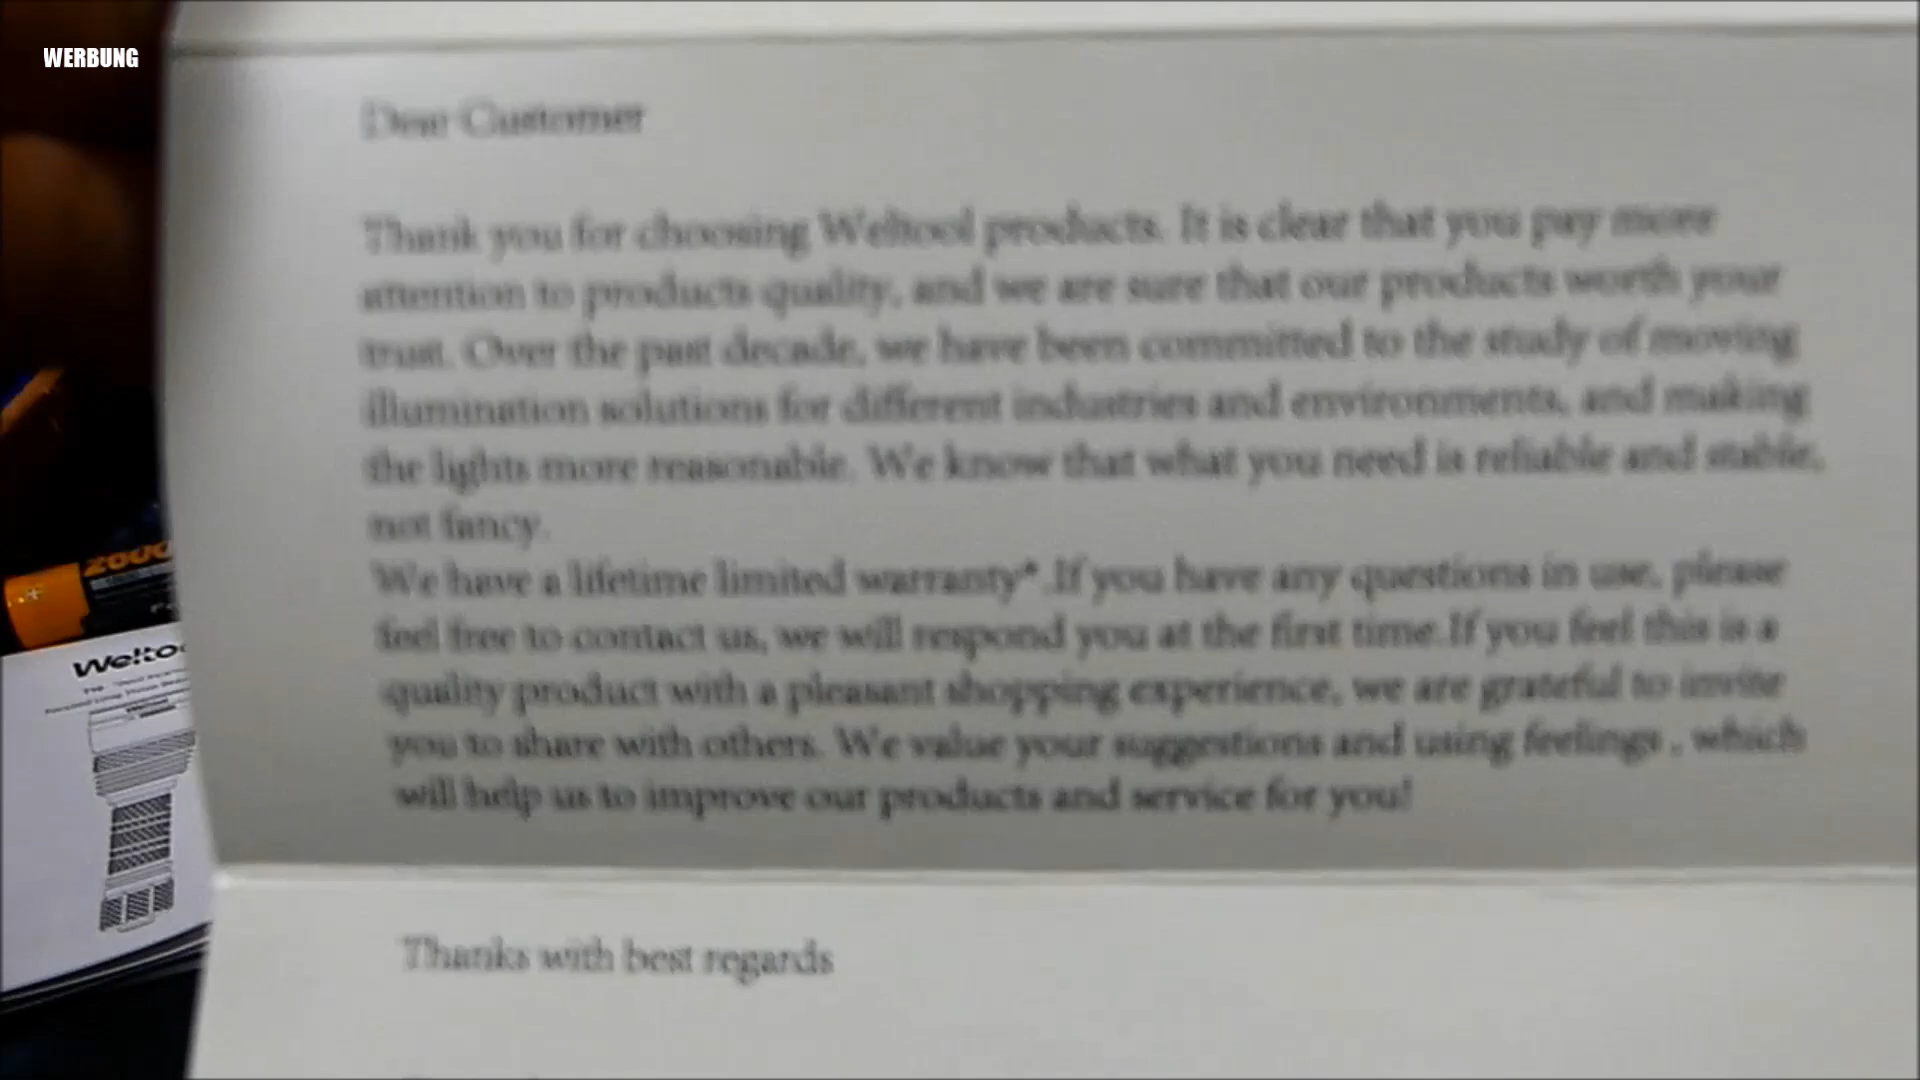 WERBUNG
Dear Customer
Thank you for choosing Weltool products. It is clear that you pay more
attention to products quality, and we are sure that our products worth your
trust. Over the past decade, we have been committed to the study of moving
illumination solutions for different industries and environments, and making
the lights more reasonable. We know that what you need is reliable and stable,
not fancy.
We have a lifetime limited warranty*.If you have any questions in use, please
feel free to contact us, we will respond you at the first time.If you feel this is a
quality product with a pleasant shopping experience, we are grateful to invite
you to share with others. We value your suggestions and using feelings , which
will help us to improve our products and service for you!
Thanks with best regards
2600
Welto